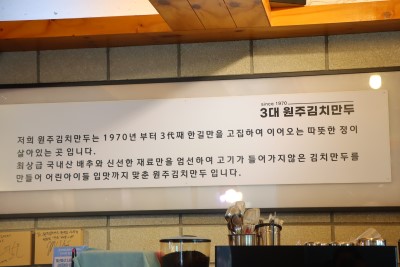 since 1970
3대 원주김치만두
저희 원주김치만두는 1970년 부터 3代째 한길만을 고집하여 이어오는 따뜻한 정이
살아있는 곳 입니다.
최상급 국내산 배추와 신선한 재료만을 엄선하여 고기가 들어가지않은 김치만두를
만들어 어린아이들 입맛까지 맞춘 원주김치만두 입니다.